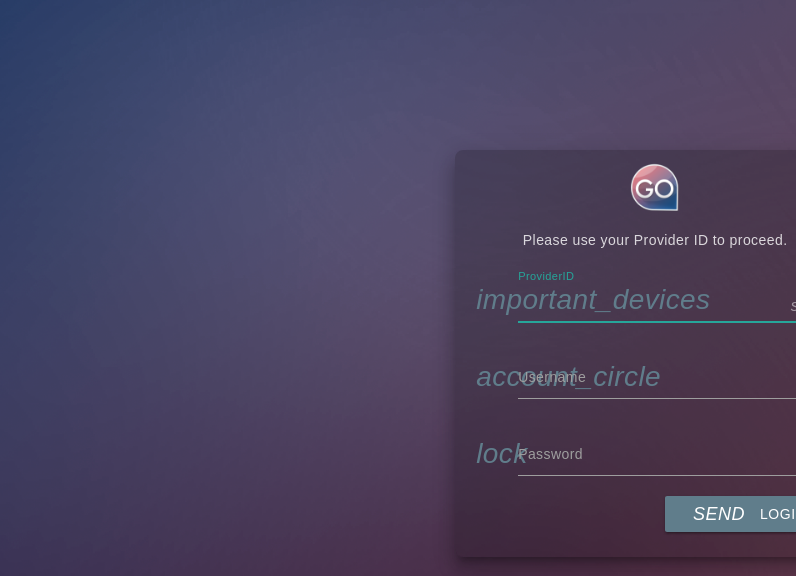 GO
Please use your Provider ID to proceed.
ProviderID
important_devices
account_circle
Username
lock
Password
SEND LOGI